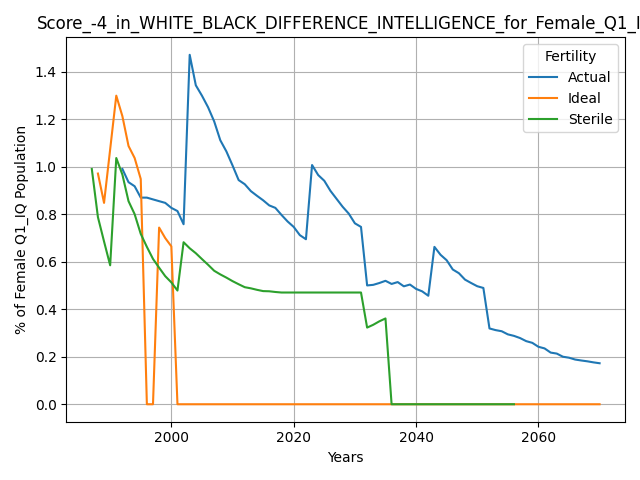 Score_-4_in_WHITE_BLACK_DIFFERENCE_INTELLIGENCE_for_Female_Q1_I
Fertility
Actual
Ideal
Sterile
% of Female Q1_IQ Population
1.4
1.2
1.0
0.8
0.6
0.4
0.2
0.0
2000 2020 2040 2060
Years